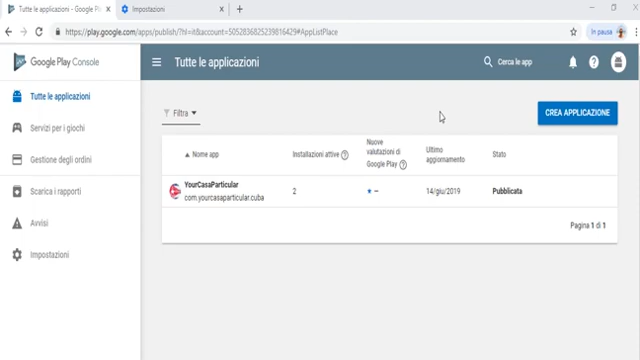 Tutte le applicazioni - Google P
Impostazioni
https://play.google.com/apps/publish/?hl=it&account=5052836825239816429#AppListPlace
In pausa
Google Play Console
Tutte le applicazioni
Cerca le app
Tutte le applicazioni
Servizi per i giochi
Gestione degli ordini
Scarica i rapporti
Avvisi
Impostazioni
Filtra
CREA APPLICAZIONE
Nome app
Installazioni attive
Nuove valutazioni di Google Play
Ultimo aggiornamento
Stato
YourCasaParticular
com.yourcasaparticular.cuba
2
–
14/giu/2019
Pubblicata
Pagina 1 di 1